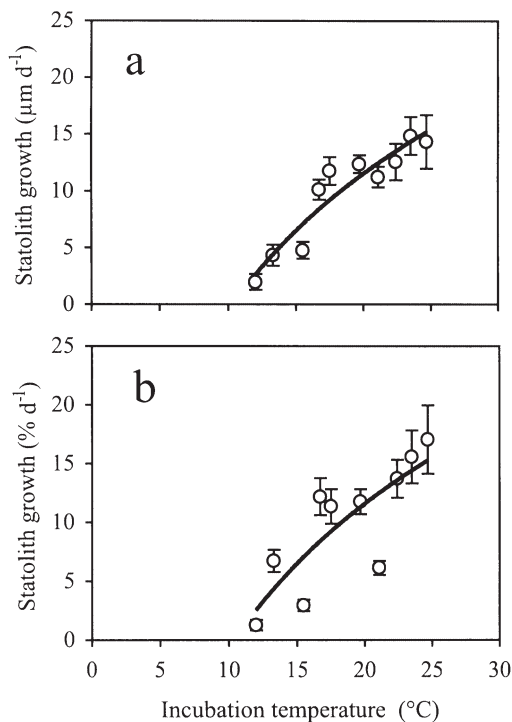 25
20
15
10
5
0
Statolith growth (µm d⁻¹)
a
25
20
15
10
5
0
Statolith growth (% d⁻¹)
b
0 5 10 15 20 25 30
Incubation temperature (°C)